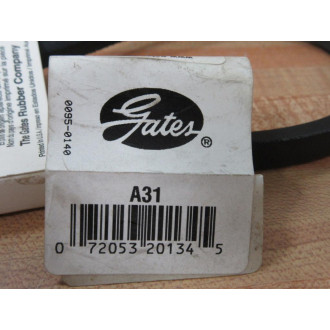 The Gates Rubber Company
0095-0140
Gates®
A31
0 72053 20134 5